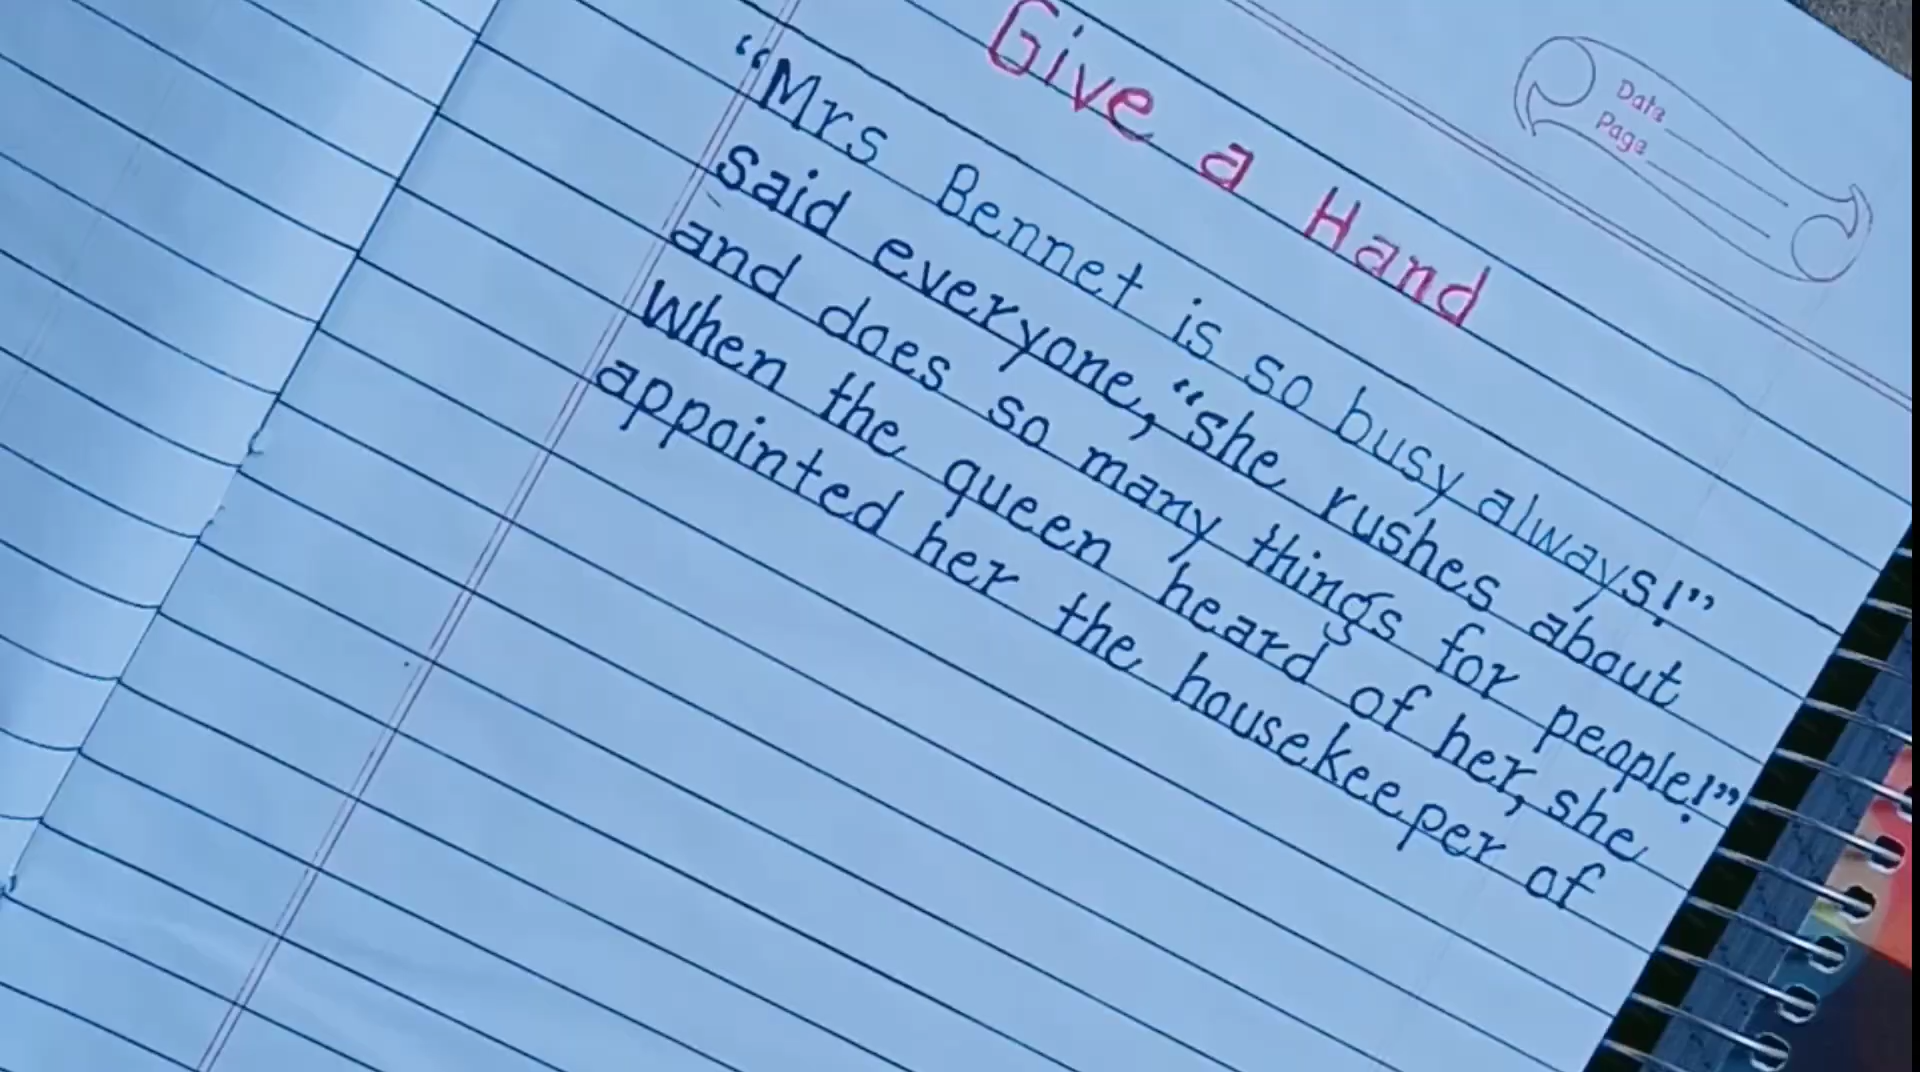 Give a Hand
Date
Page
“Mrs Bennet is so busy always!”
said everyone, “she rushes about
and does so many things for people!”
When the queen heard of her, she
appointed her the housekeeper of